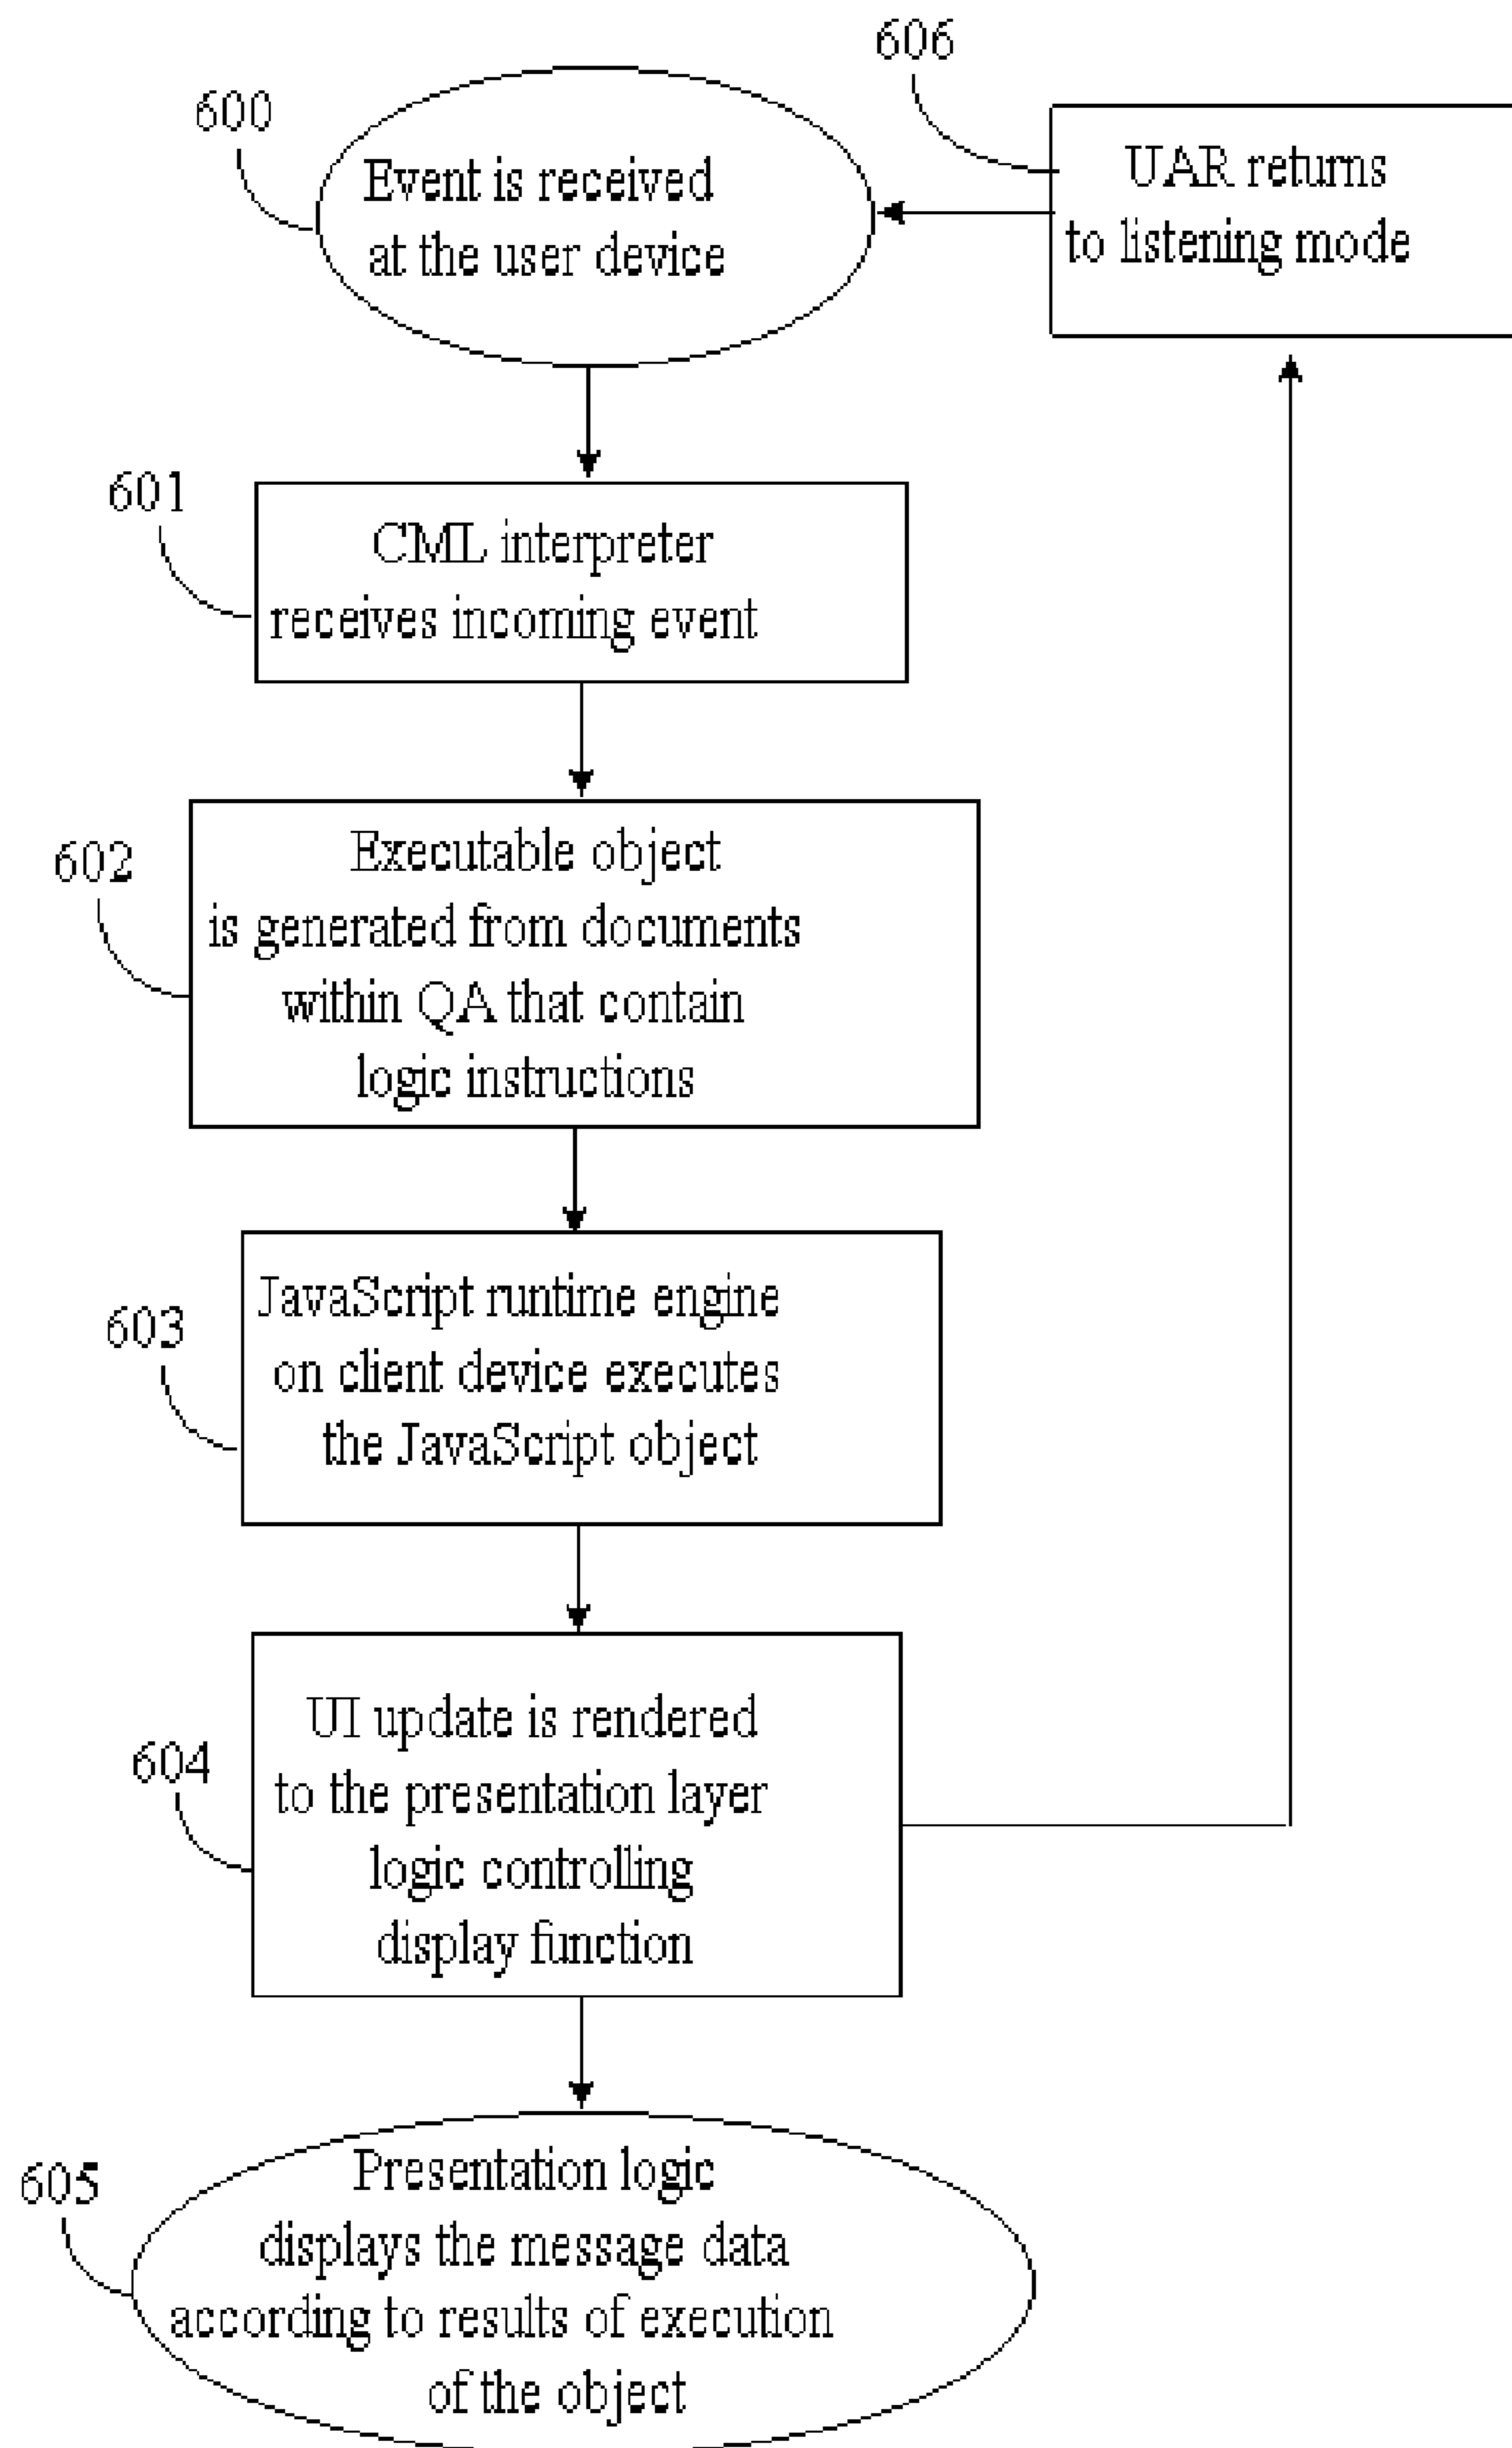 606
600
UAR returns
to listening mode
Event is received
at the user device
601
CML interpreter
receives incoming event
602
Executable object
is generated from documents
within QA that contain
logic instructions
603
JavaScript runtime engine
on client device executes
the JavaScript object
604
UI update is rendered
to the presentation layer
logic controlling
display function
605
Presentation logic
displays the message data
according to results of execution
of the object